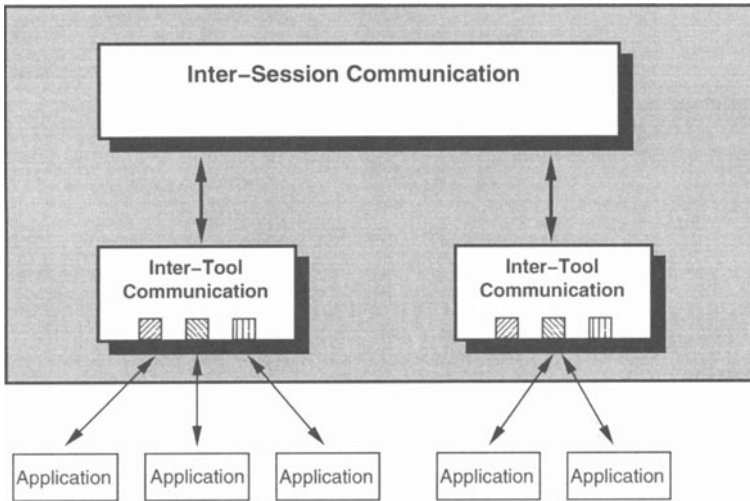 Inter–Session Communication
Inter–Tool
Communication
Inter–Tool
Communication
Application
Application
Application
Application
Application